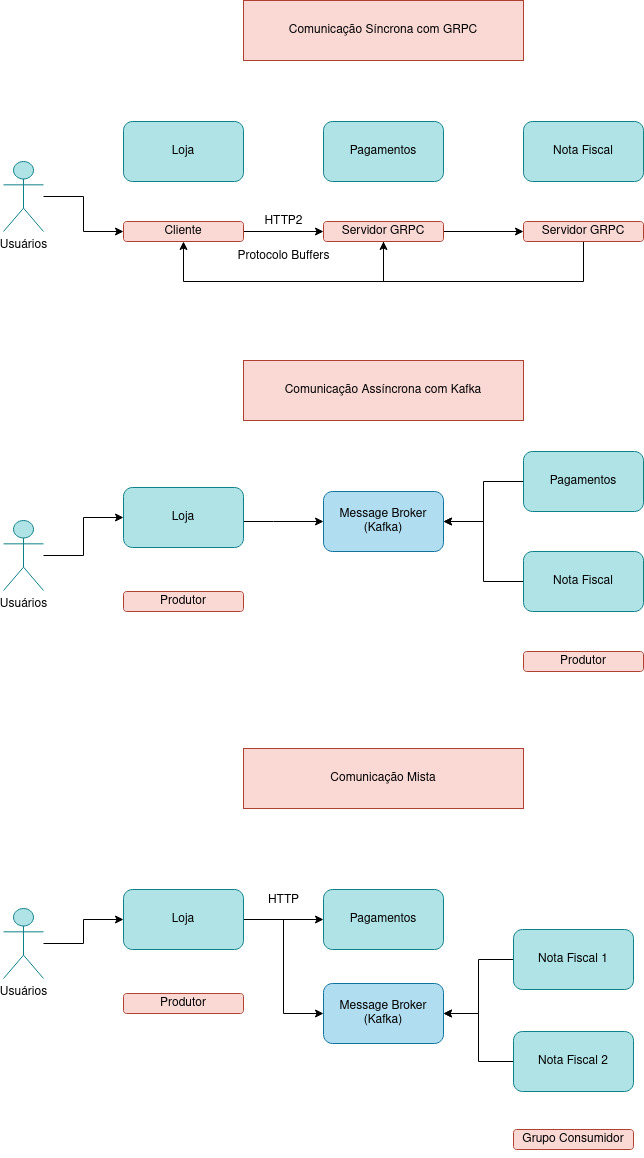 Comunicação Síncrona com GRPC
Loja
Pagamentos
Nota Fiscal
Usuários
Cliente
HTTP2
Servidor GRPC
Servidor GRPC
Protocolo Buffers
Comunicação Assíncrona com Kafka
Usuários
Loja
Message Broker
(Kafka)
Pagamentos
Nota Fiscal
Produtor
Produtor
Comunicação Mista
Usuários
Loja
HTTP
Pagamentos
Produtor
Message Broker
(Kafka)
Nota Fiscal 1
Nota Fiscal 2
Grupo Consumidor